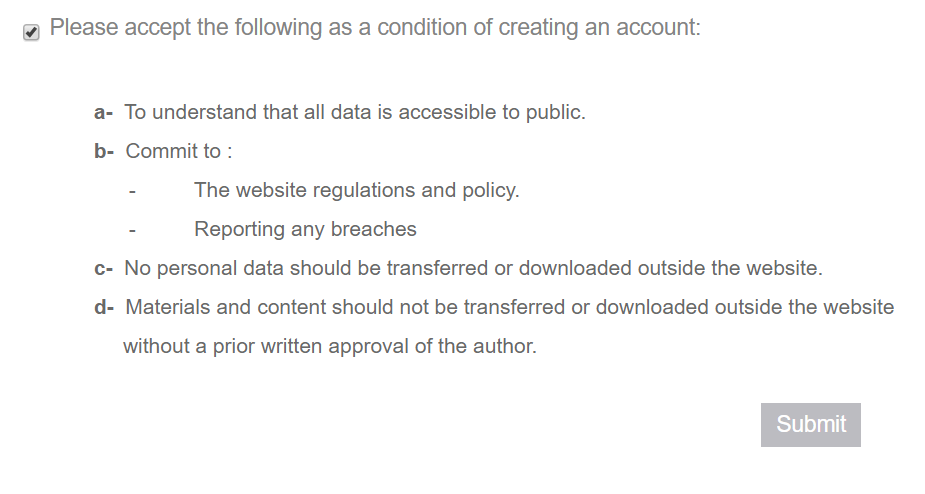 Please accept the following as a condition of creating an account:
a- To understand that all data is accessible to public.
b- Commit to :
- The website regulations and policy.
- Reporting any breaches
c- No personal data should be transferred or downloaded outside the website.
d- Materials and content should not be transferred or downloaded outside the website
without a prior written approval of the author.
Submit